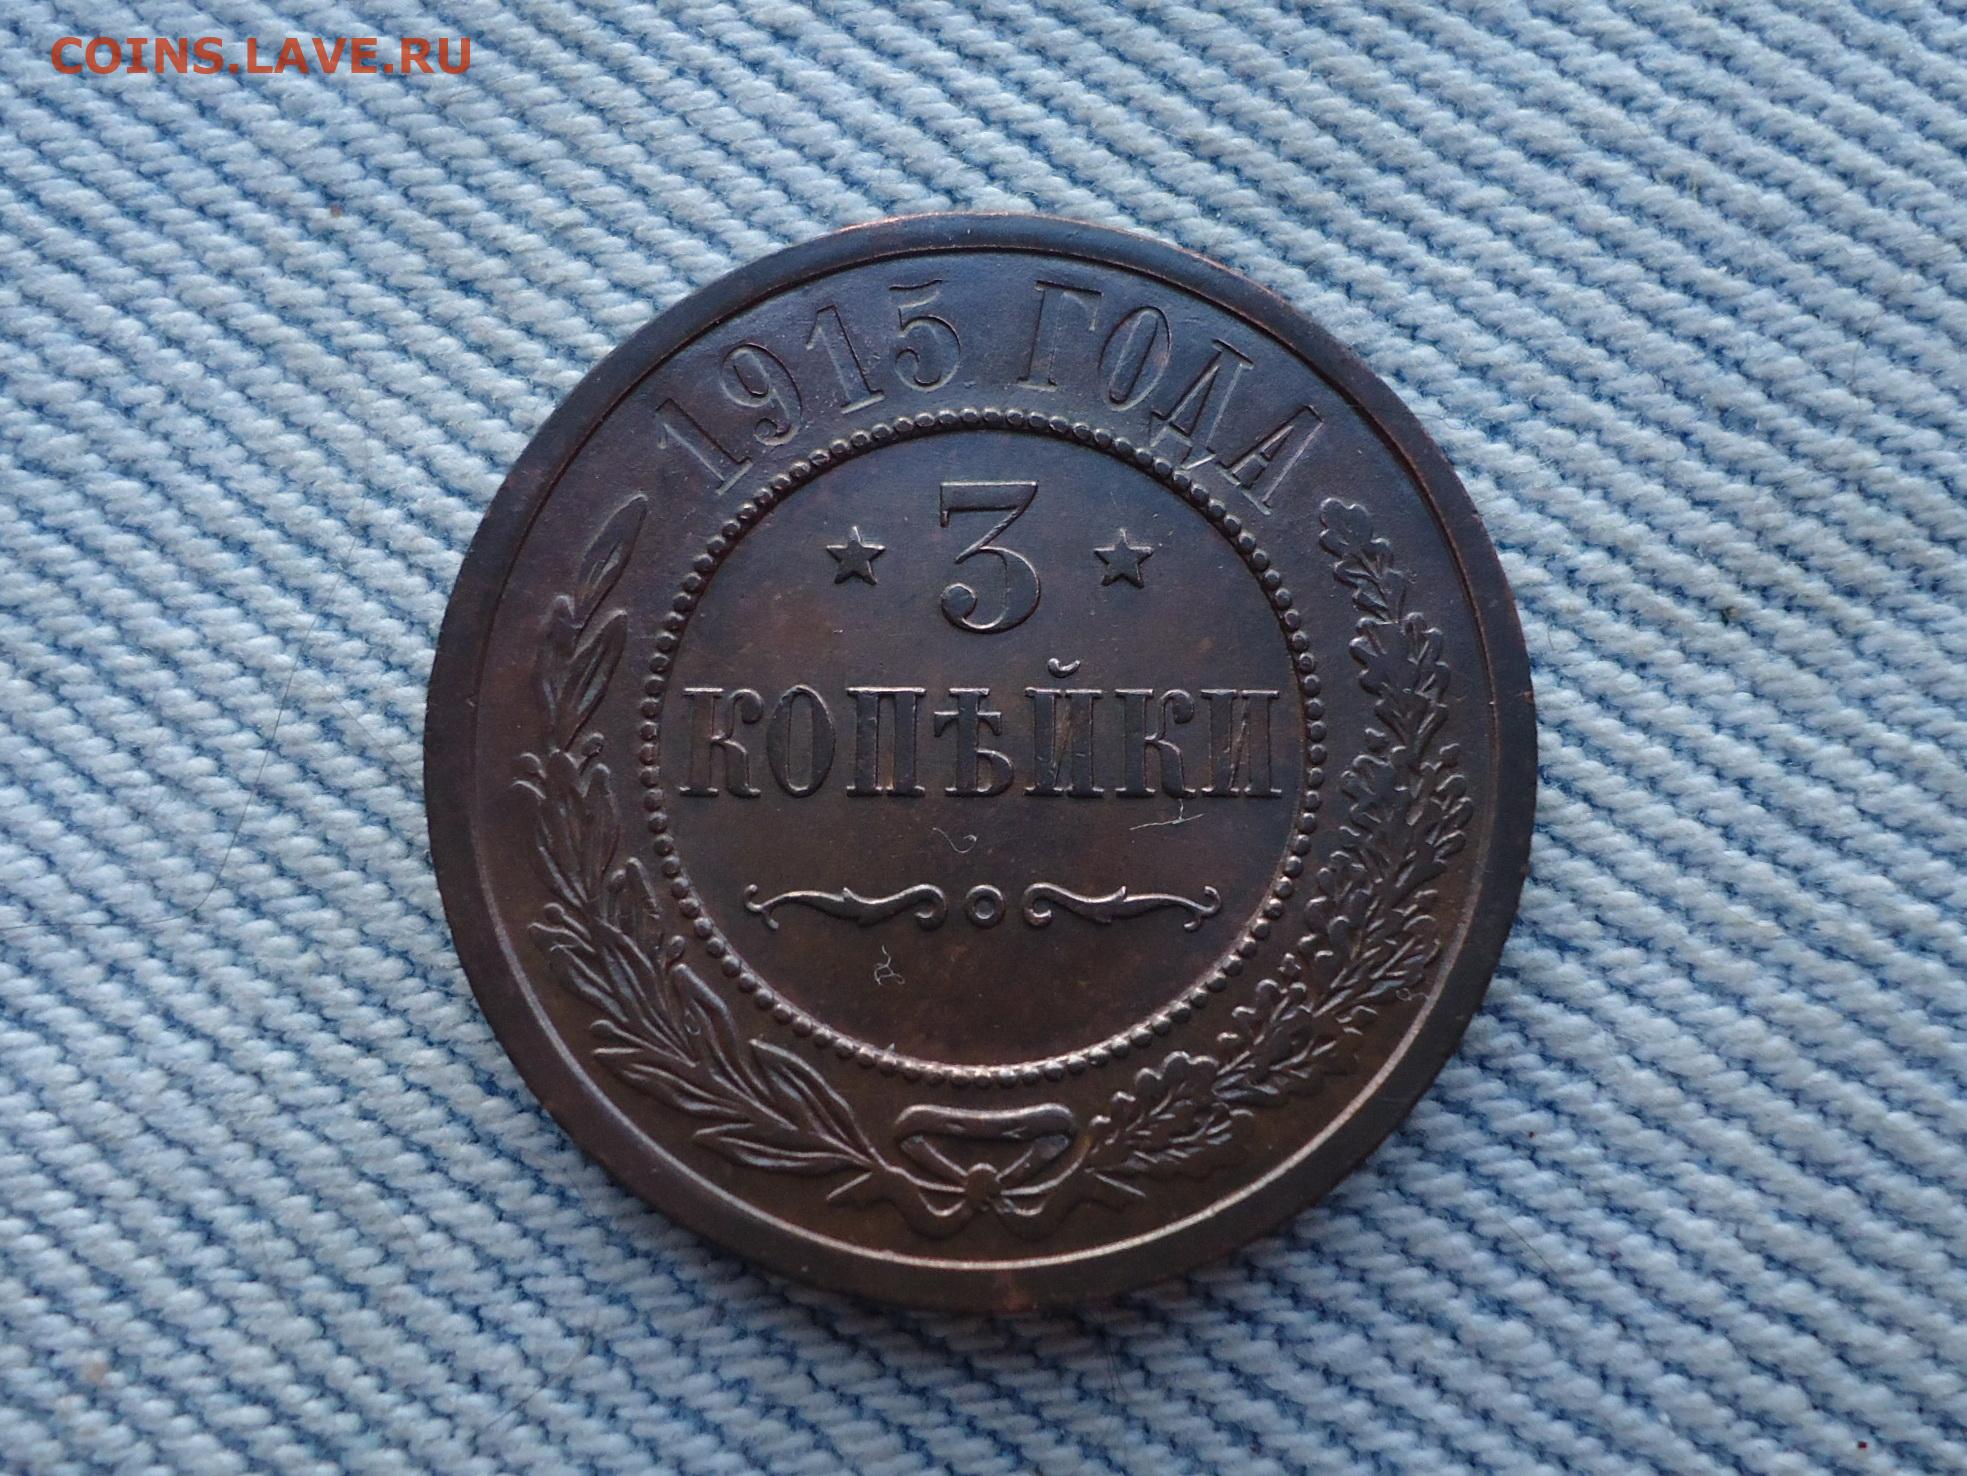 COINS.LAVE.RU
1915 ГОДА
3
КОПѢЙКИ